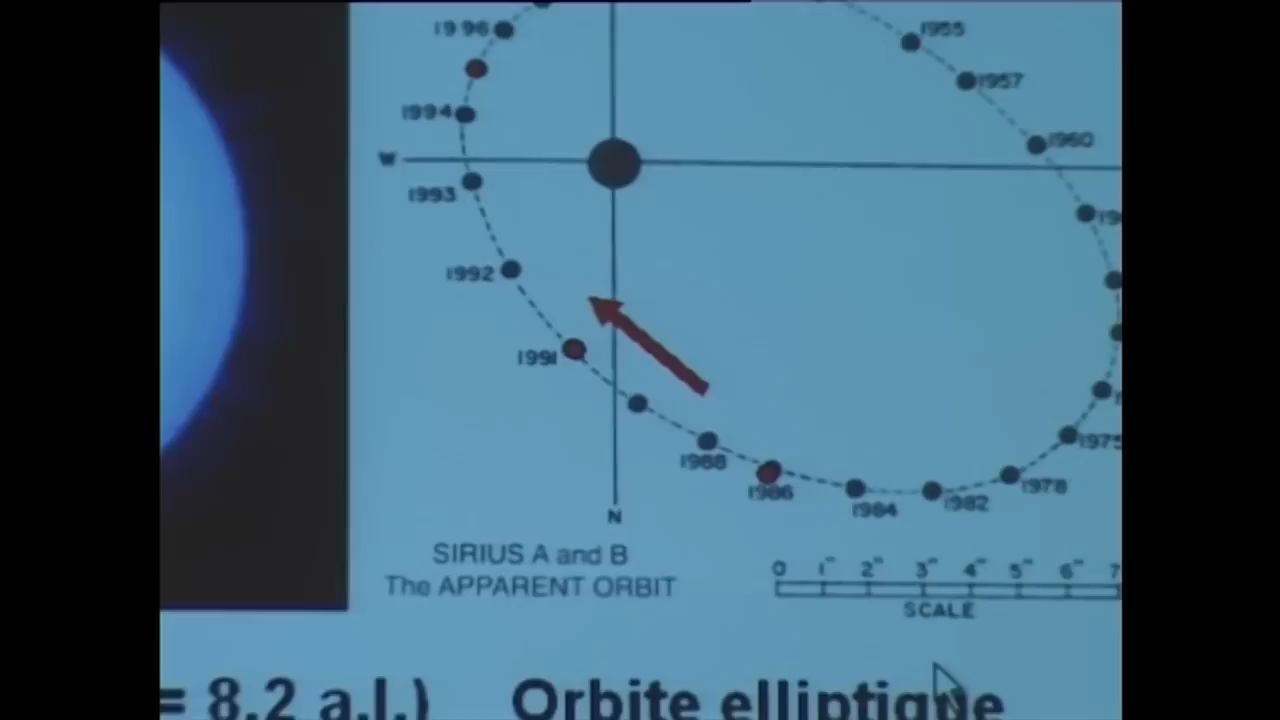 1996
1955
1957
1994
1960
W
1993
1992
1991
1975
1988
1978
1986
1982
1984
N
SIRIUS A and B
The APPARENT ORBIT
0 1" 2" 3" 4" 5" 6" 7
SCALE
= 8.2 a.l.) Orbite elliptique